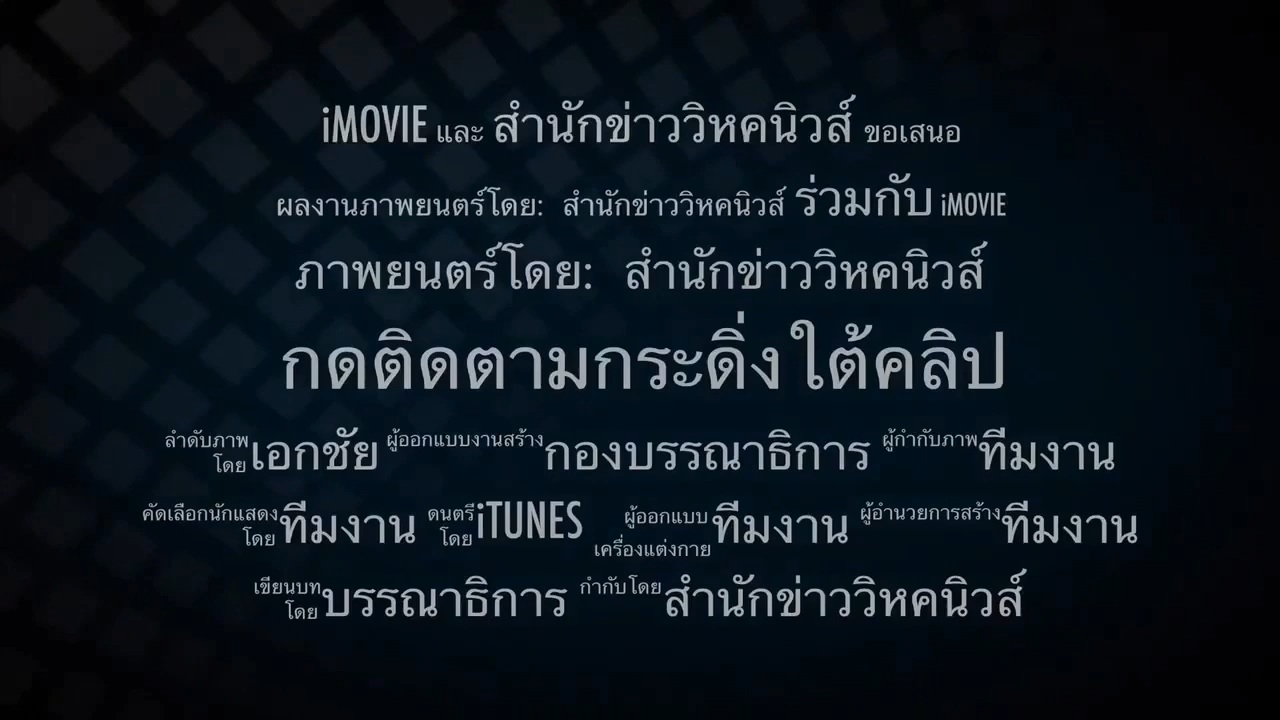 iMOVIE และ สำนักข่าววิหคนิวส์ ขอเสนอ
ผลงานภาพยนตร์โดย: สำนักข่าววิหคนิวส์ ร่วมกับ iMOVIE
ภาพยนตร์โดย: สำนักข่าววิหคนิวส์
กดติดตามกระดิ่ง ใต้คลิป
ลำดับภาพโดย เอกชัย ผู้ออกแบบงานสร้าง กองบรรณาธิการ ผู้กำกับภาพ ทีมงาน
คัดเลือกนักแสดงโดย ทีมงาน ดนตรีโดย iTUNES ผู้ออกแบบเครื่องแต่งกาย ทีมงาน ผู้อำนวยการสร้าง ทีมงาน
เขียนบทโดย บรรณาธิการ กำกับโดย สำนักข่าววิหคนิวส์